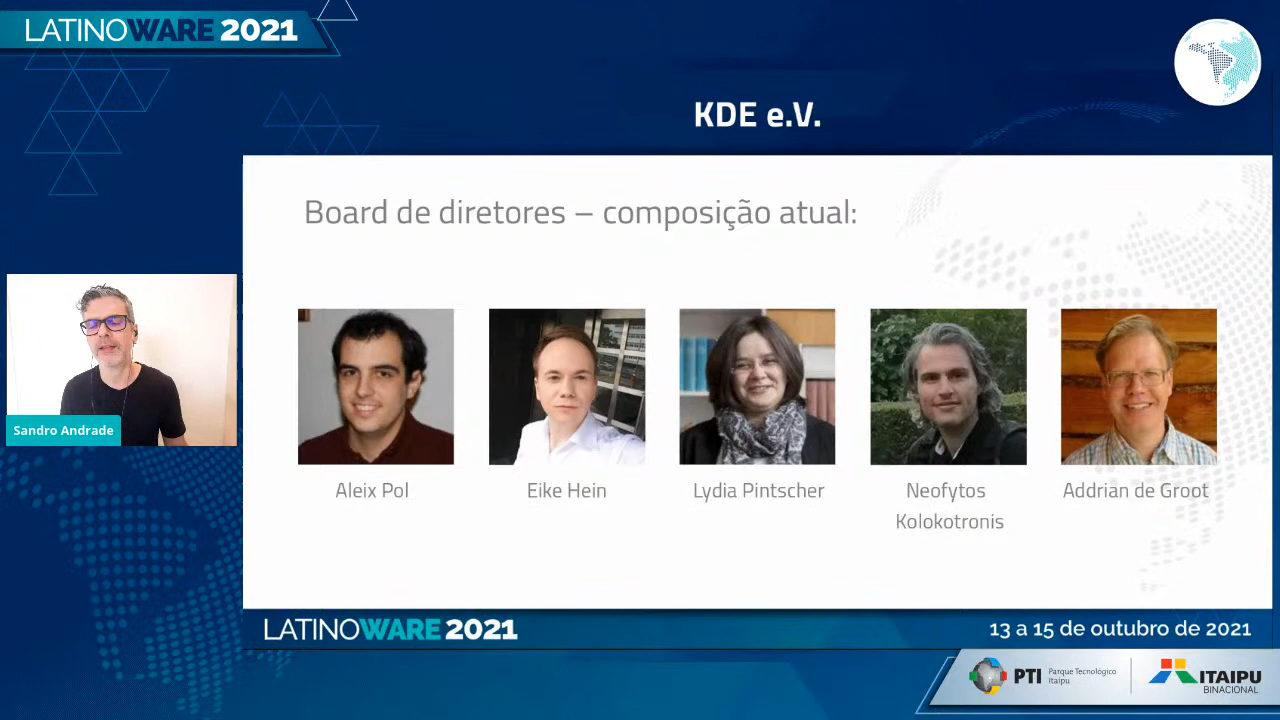 LATINOWARE 2021
KDE e.V.
Board de diretores – composição atual:
Sandro Andrade
Aleix Pol
Eike Hein
Lydia Pintscher
Neofytos
Kolokotronis
Addrian de Groot
LATINOWARE 2021
13 a 15 de outubro de 2021
PTI
Parque Tecnológico
Itaipu
ITAIPU
BINACIONAL